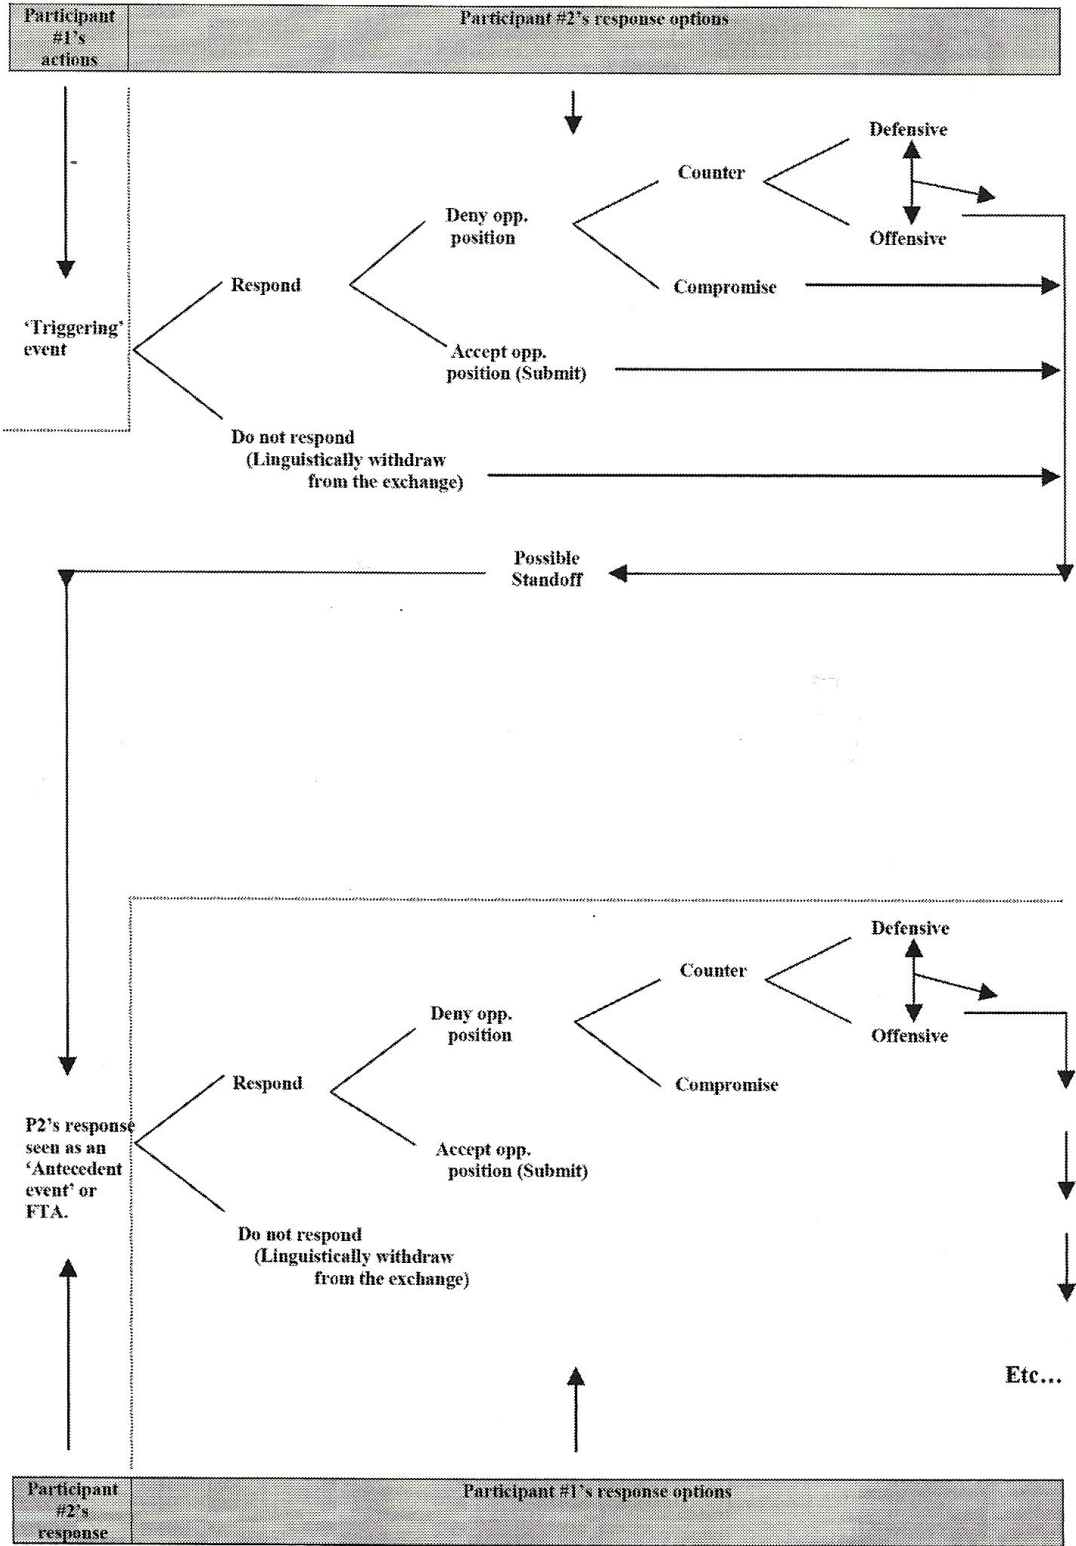 Participant
#1's
actions
Participant #2's response options
Defensive
Counter
Deny opp.
position
Offensive
Respond
Compromise
'Triggering'
event
Accept opp.
position (Submit)
Do not respond
(Linguistically withdraw
from the exchange)
Possible
Standoff
Defensive
Counter
Deny opp.
position
Offensive
Respond
Compromise
P2's response
seen as an
'Antecedent
event' or
FTA.
Accept opp.
position (Submit)
Do not respond
(Linguistically withdraw
from the exchange)
Etc...
Participant
#2's
response
Participant #1's response options